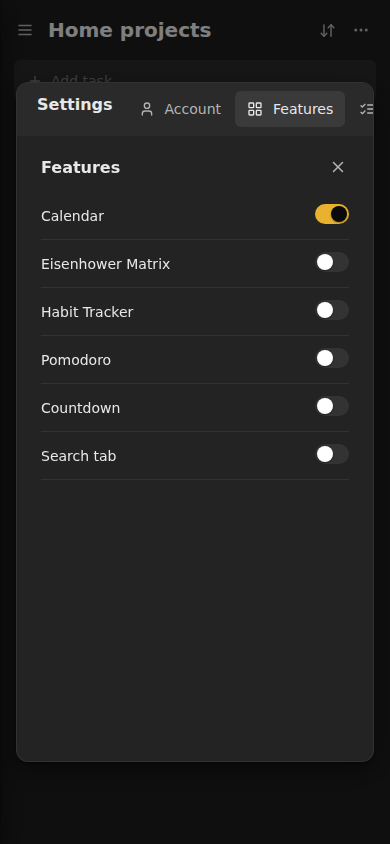 Home projects
Add task
Settings
Account
Features
Features
Calendar
Eisenhower Matrix
Habit Tracker
Pomodoro
Countdown
Search tab